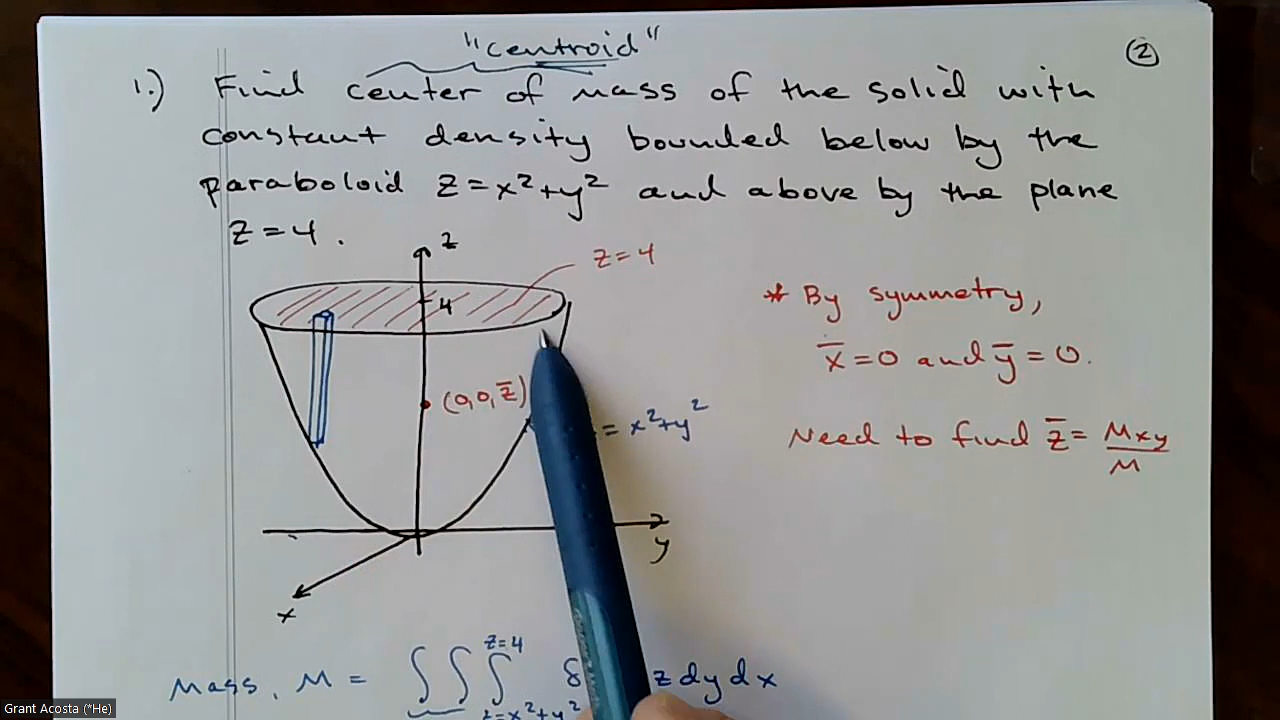 "centroid"
②
1.) Find center of mass of the solid with
constant density bounded below by the
paraboloid z=x²+y² and above by the plane
z=4.
z
z=4
4
* By symmetry,
x̄=0 and ȳ=0.
(0,0,z̄)
= x²+y²
Need to find z̄ = Mxy/M
y
x
z=4
Mass, M = ∫∫∫ δ z dy dx
z=x²+y²
Grant Acosta (*He)